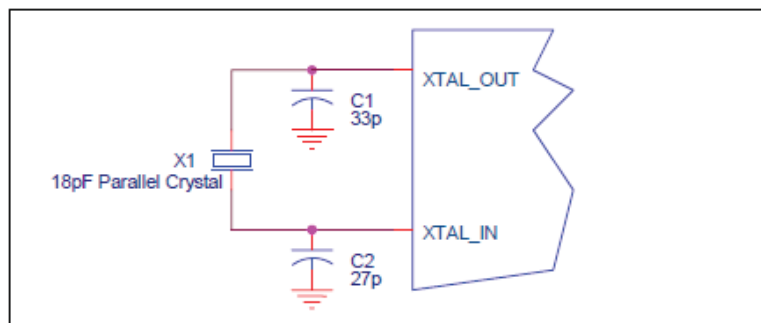 XTAL_OUT
C1
33p
X1
18pF Parallel Crystal
XTAL_IN
C2
27p